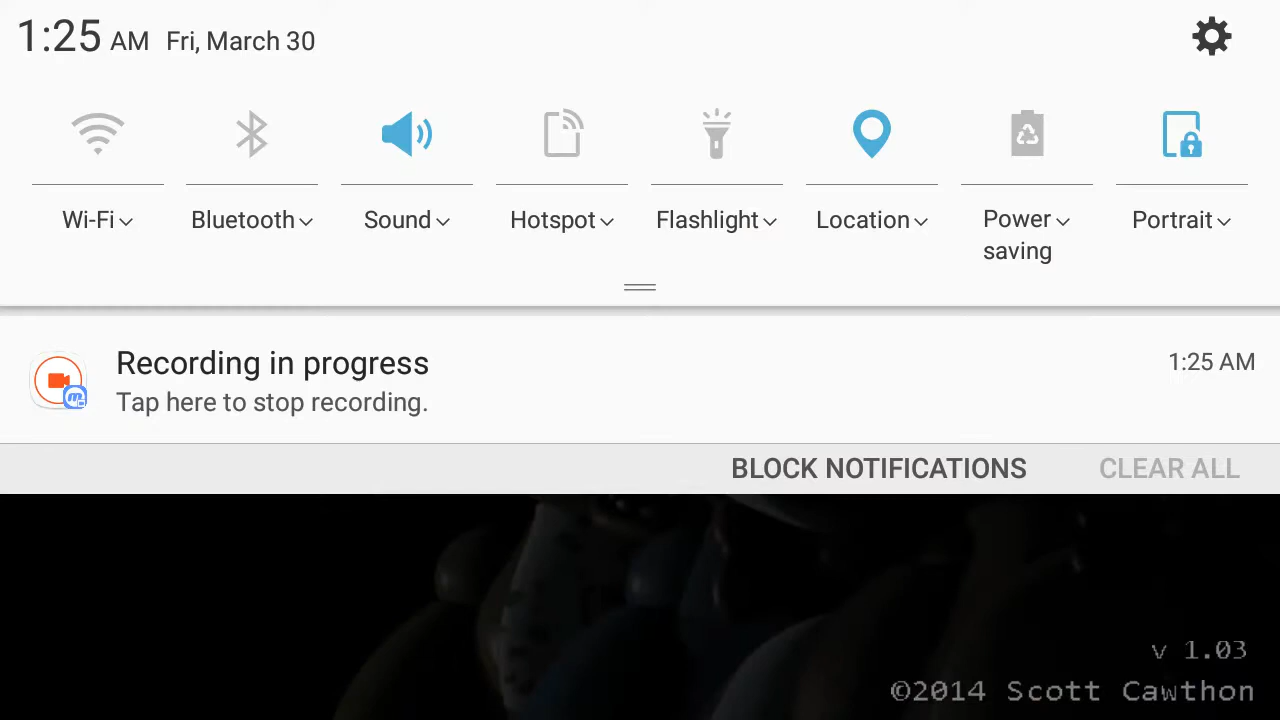 1:25 AM Fri, March 30
Wi-Fi Bluetooth Sound Hotspot Flashlight Location Power saving Portrait
Recording in progress 1:25 AM
Tap here to stop recording.
BLOCK NOTIFICATIONS CLEAR ALL
v 1.03
©2014 Scott Cawthon